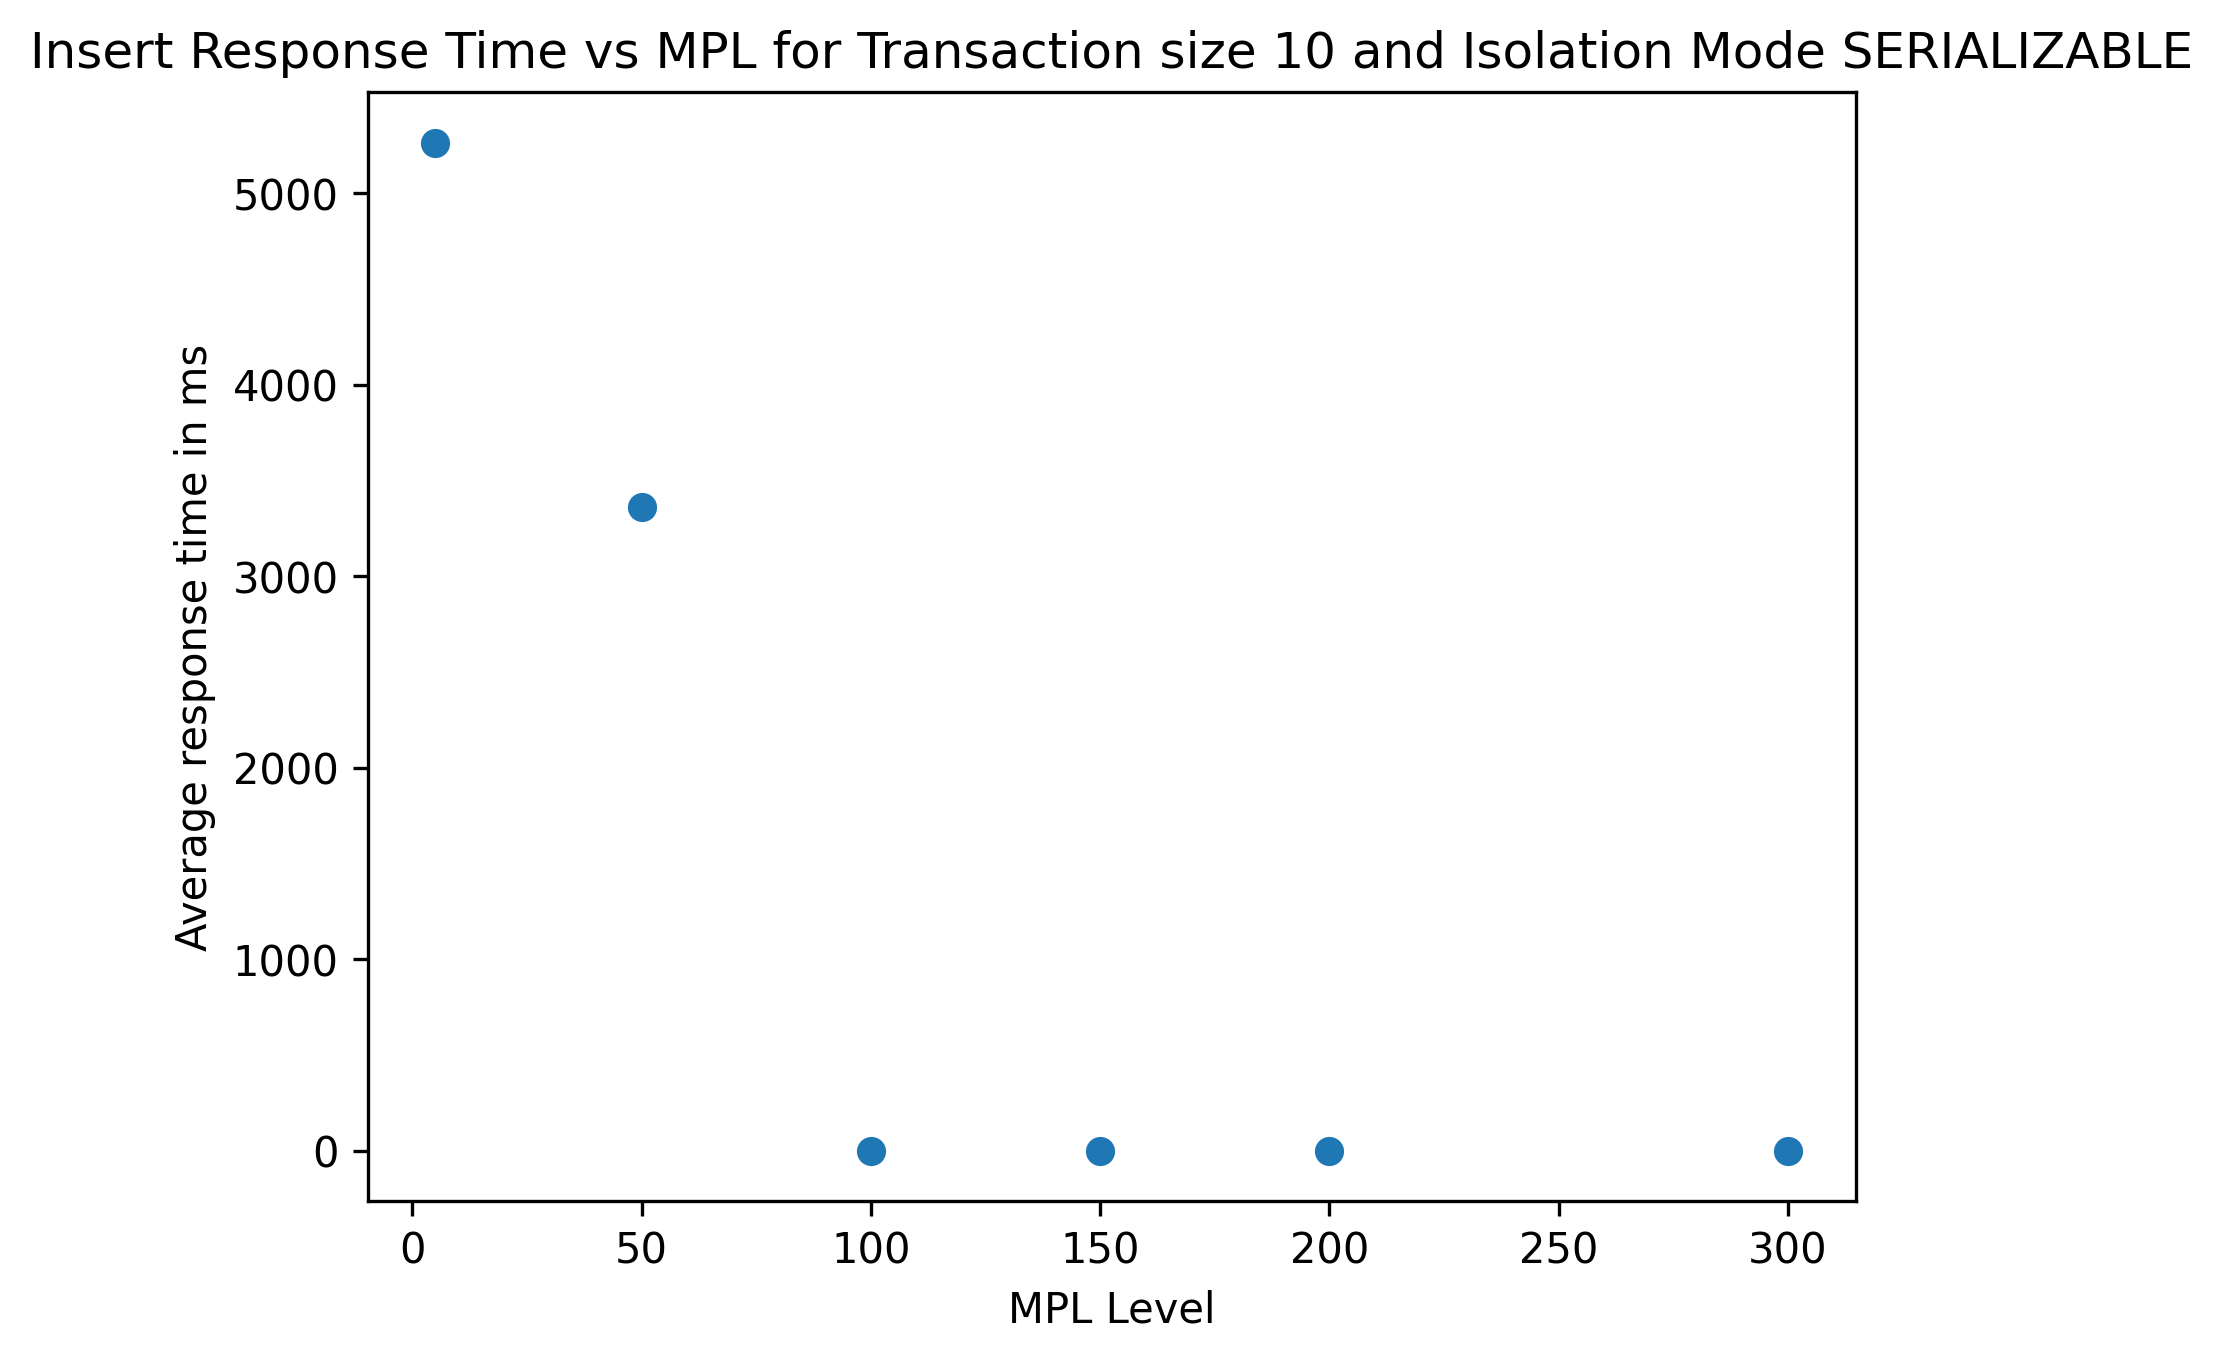 Insert Response Time vs MPL for Transaction size 10 and Isolation Mode SERIALIZABLE
Average response time in ms
5000
4000
3000
2000
1000
0
0 50 100 150 200 250 300
MPL Level